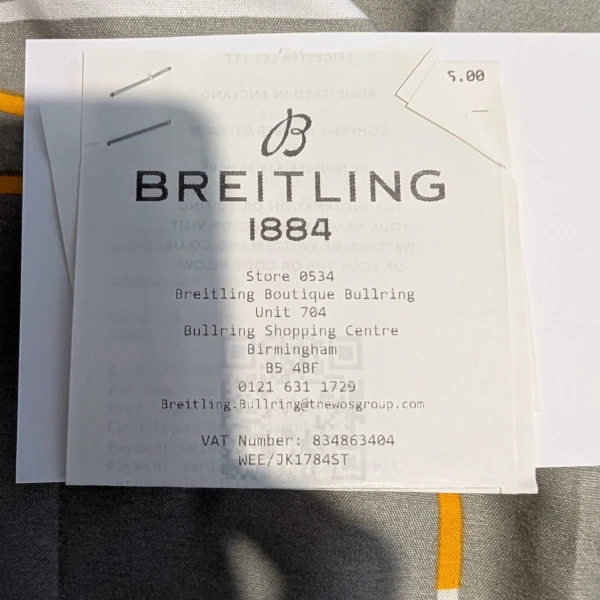 5.00
B
BREITLING
1884
Store 0534
Breitling Boutique Bullring
Unit 704
Bullring Shopping Centre
Birmingham
B5 4BF
0121 631 1729
Breitling.Bullring@thewosgroup.com
VAT Number: 834863404
WEE/JK1784ST